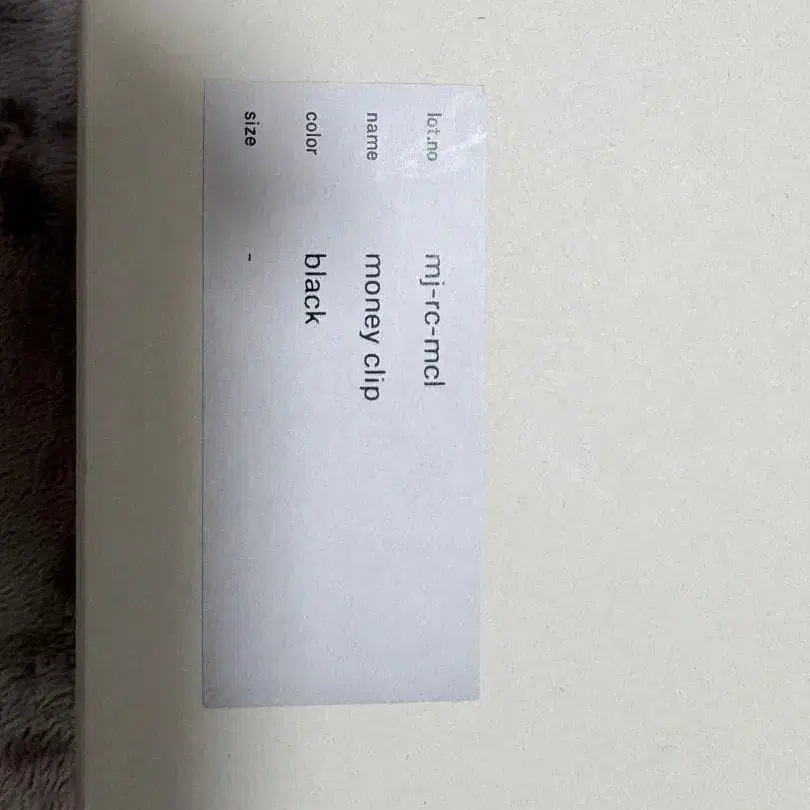 lot.no mj-rc-mcl
name money clip
color black
size -